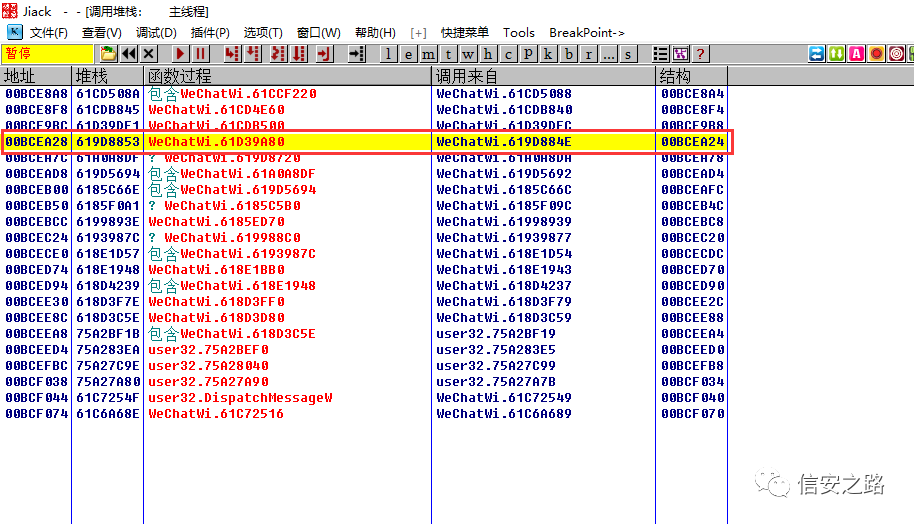 Jiack - - [调用堆栈: 主线程]
文件(F) 查看(V) 调试(D) 插件(P) 选项(T) 窗口(W) 帮助(H) [+] 快捷菜单 Tools BreakPoint->
暂停 l e m t w h c p k b r ... s ?
地址 堆栈 函数过程 调用来自 结构
00BCE8A8 61CD508A 包含WeChatWi.61CCF220 WeChatWi.61CD5088 00BCE8A4
00BCE8F8 61CDB845 WeChatWi.61CD4E60 WeChatWi.61CDB840 00BCE8F4
00BCE9BC 61D39DF1 WeChatWi.61CDB500 WeChatWi.61D39DEC 00BCE9B8
00BCEA28 619D8853 WeChatWi.61D39A80 WeChatWi.619D884E 00BCEA24
00BCEA7C 61A0A8DF ? WeChatWi.619D8720 WeChatWi.61A0A8DA 00BCEA78
00BCEAD8 619D5694 包含WeChatWi.61A0A8DF WeChatWi.619D5692 00BCEAD4
00BCEB00 6185C66E 包含WeChatWi.619D5694 WeChatWi.6185C66C 00BCEAFC
00BCEB50 6185F0A1 ? WeChatWi.6185C5B0 WeChatWi.6185F09C 00BCEB4C
00BCEBCC 6199893E WeChatWi.6185ED70 WeChatWi.61998939 00BCEBC8
00BCEC24 6193987C ? WeChatWi.619988C0 WeChatWi.61939877 00BCEC20
00BCECE0 618E1D57 包含WeChatWi.6193987C WeChatWi.618E1D54 00BCECDC
00BCED74 618E1948 WeChatWi.618E1BB0 WeChatWi.618E1943 00BCED70
00BCED94 618D4239 包含WeChatWi.618E1948 WeChatWi.618D4237 00BCED90
00BCEE30 618D3F7E WeChatWi.618D3FF0 WeChatWi.618D3F79 00BCEE2C
00BCEE8C 618D3C5E WeChatWi.618D3D80 WeChatWi.618D3C59 00BCEE88
00BCEEA8 75A2BF1B 包含WeChatWi.618D3C5E user32.75A2BF19 00BCEEA4
00BCEED4 75A283EA user32.75A2BEF0 user32.75A283E5 00BCEED0
00BCEFBC 75A27C9E user32.75A28040 user32.75A27C99 00BCEFB8
00BCF038 75A27A80 user32.75A27A90 user32.75A27A7B 00BCF034
00BCF044 61C7254F user32.DispatchMessageW WeChatWi.61C72549 00BCF040
00BCF074 61C6A68E WeChatWi.61C72516 WeChatWi.61C6A689 00BCF070
信安之路